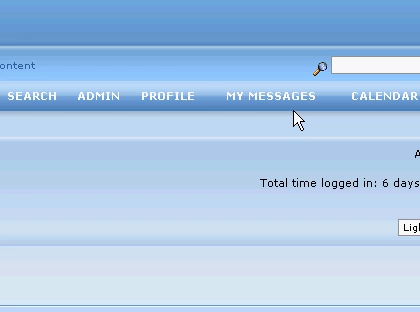 ontent
SEARCH ADMIN PROFILE MY MESSAGES CALENDAR
A
Total time logged in: 6 days
Ligh